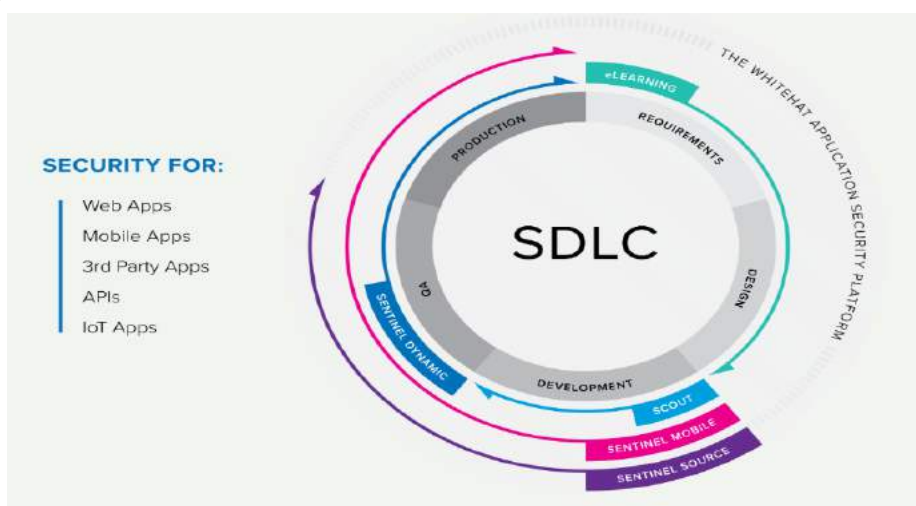 SECURITY FOR:
Web Apps
Mobile Apps
3rd Party Apps
APIs
IoT Apps
THE WHITEHAT APPLICATION SECURITY PLATFORM
eLEARNING
REQUIREMENTS
PRODUCTION
SDLC
DESIGN
QA
SENTINEL DYNAMIC
DEVELOPMENT
SCOUT
SENTINEL MOBILE
SENTINEL SOURCE